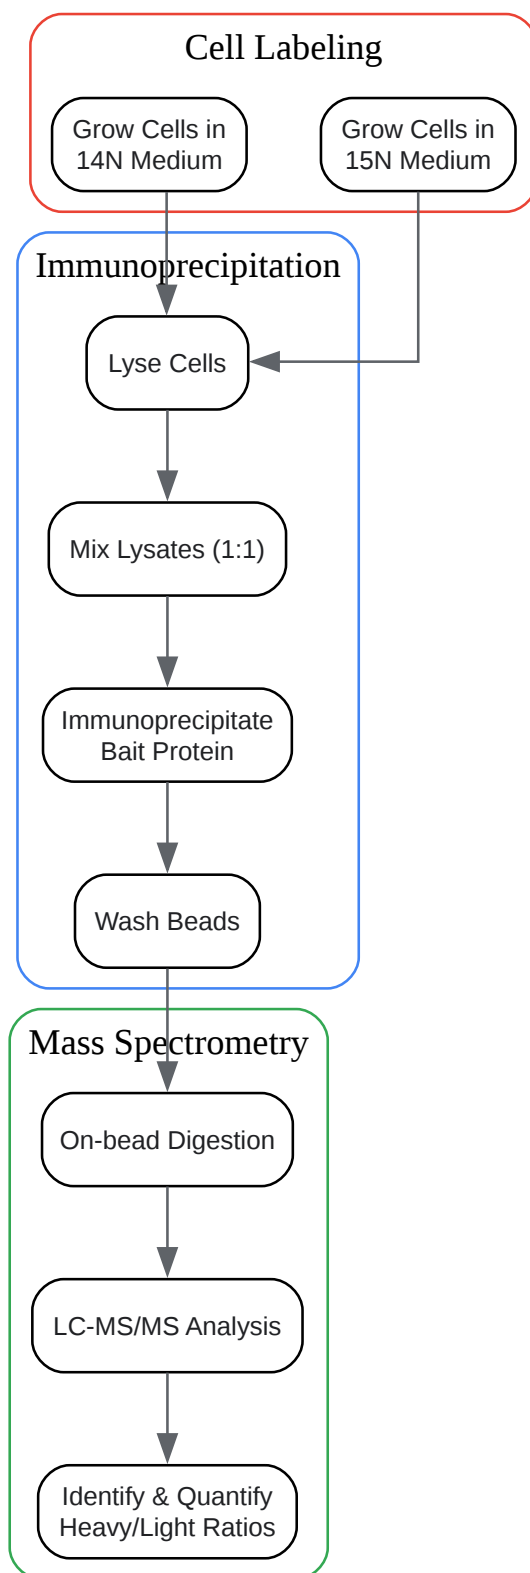 Cell Labeling
Grow Cells in
14N Medium
Grow Cells in
15N Medium
Immunoprecipitation
Lyse Cells
Mix Lysates (1:1)
Immunoprecipitate
Bait Protein
Wash Beads
Mass Spectrometry
On-bead Digestion
LC-MS/MS Analysis
Identify & Quantify
Heavy/Light Ratios